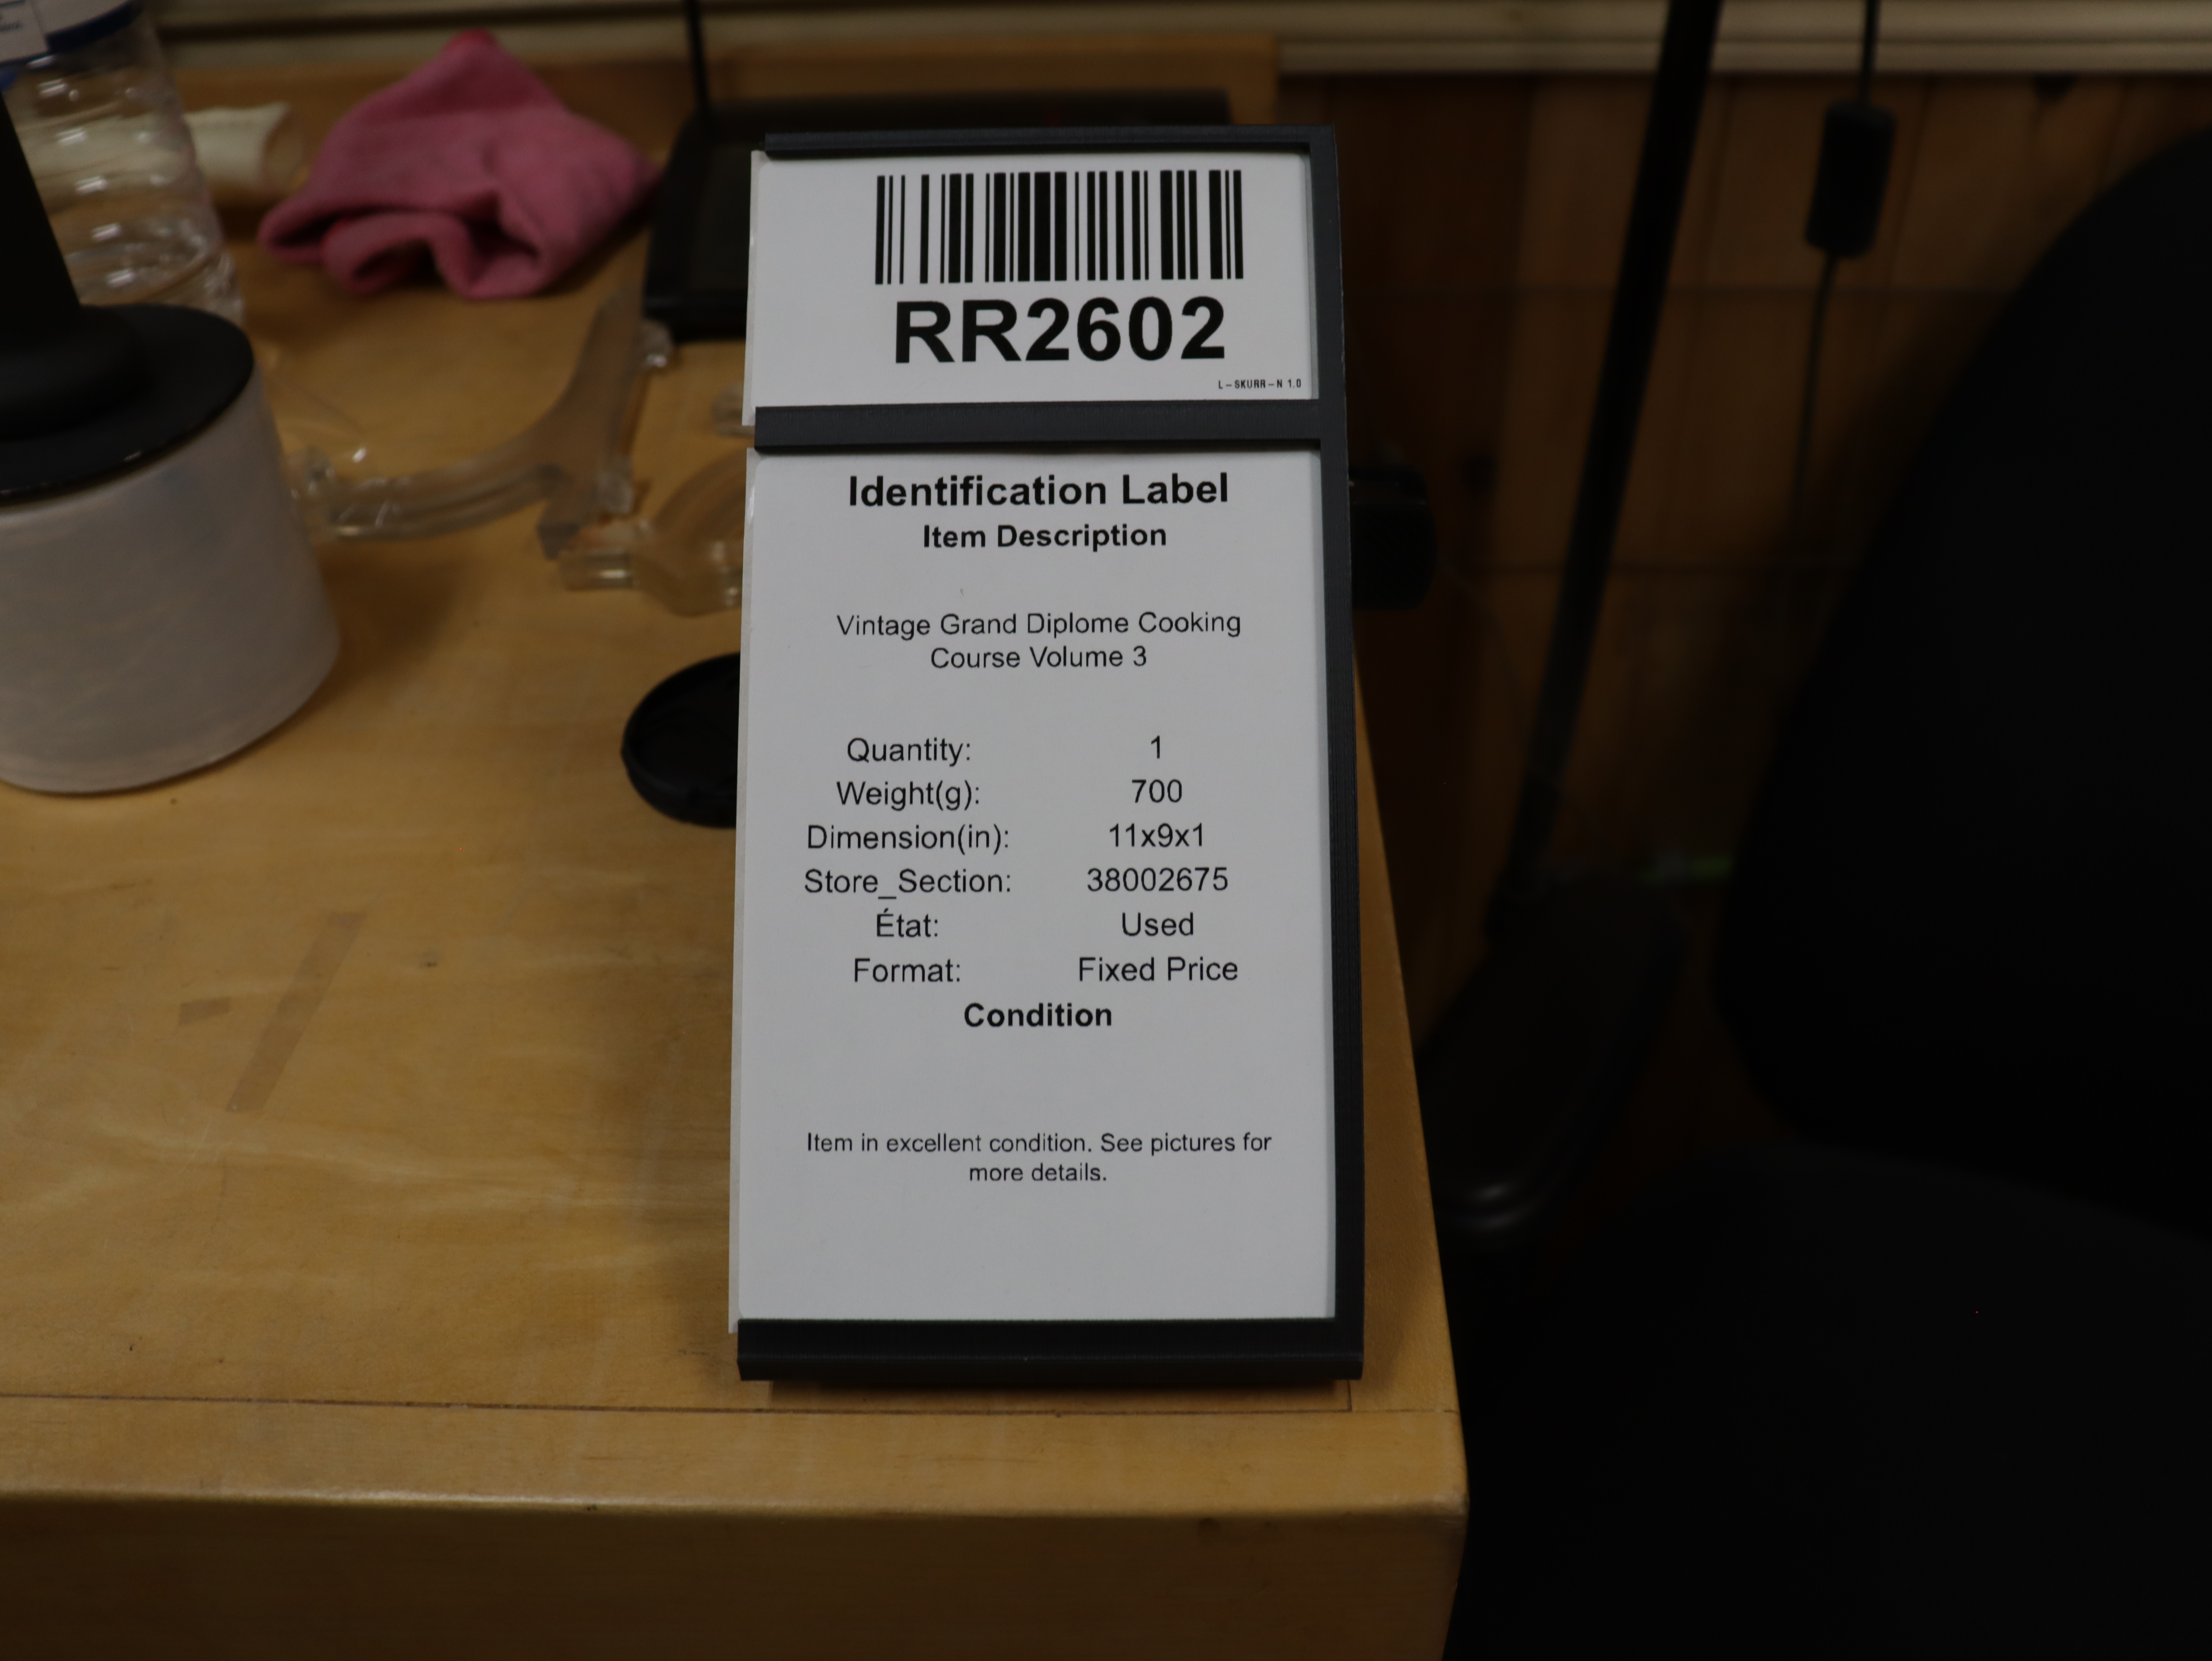 RR2602
L-SKURR-N 1.0
Identification Label
Item Description
Vintage Grand Diplome Cooking
Course Volume 3
Quantity: 1
Weight(g): 700
Dimension(in): 11x9x1
Store_Section: 38002675
État: Used
Format: Fixed Price
Condition
Item in excellent condition. See pictures for
more details.